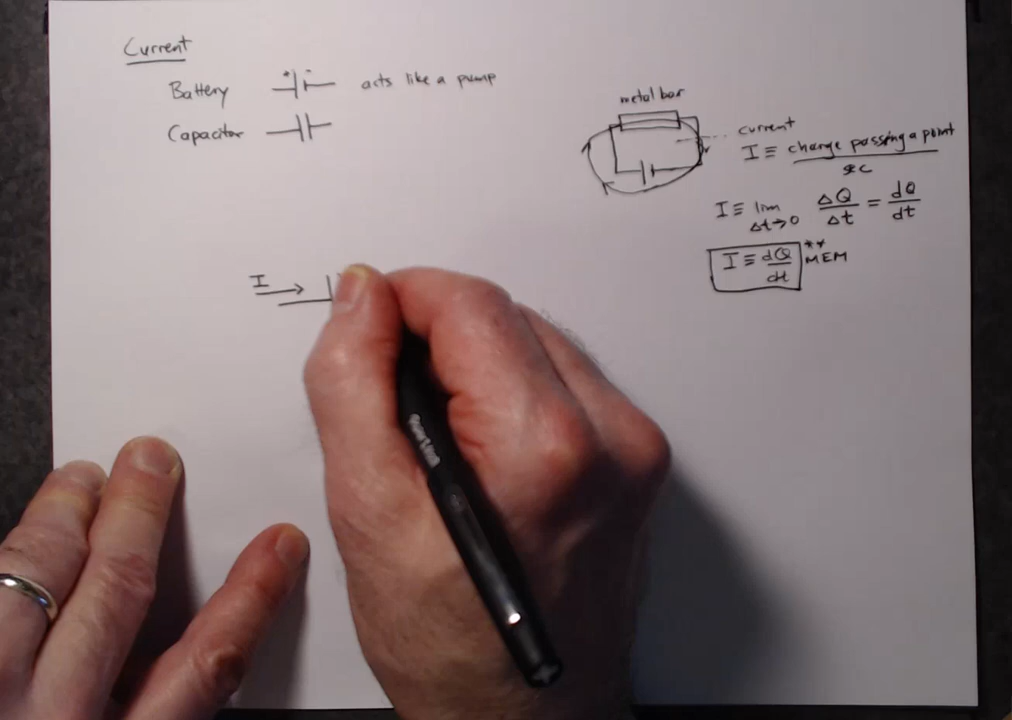 Current
Battery + - acts like a pump
Capacitor
metal bar
current
I ≡ charge passing a point
sec
I ≡ lim Δt→0 ΔQ/Δt = dQ/dt
I ≡ dQ/dt ** MEM
I